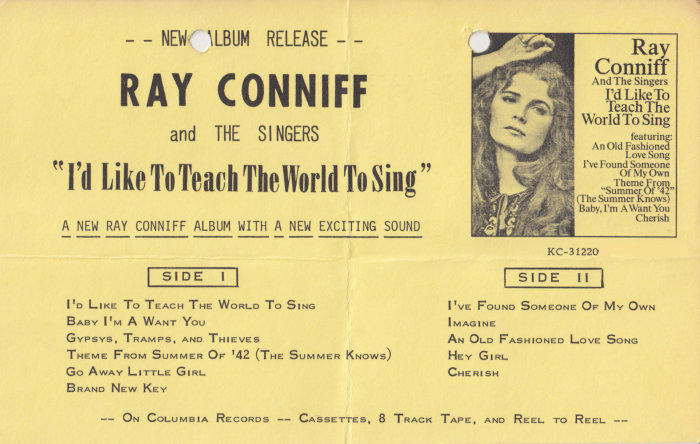 -- NEW ALBUM RELEASE --
RAY CONNIFF
and THE SINGERS
"I'd Like To Teach The World To Sing"
A NEW RAY CONNIFF ALBUM WITH A NEW EXCITING SOUND
Ray
Conniff
And The Singers
I'd Like To
Teach The
World To Sing
featuring:
An Old Fashioned
Love Song
I've Found Someone
Of My Own
Theme From
"Summer Of '42"
(The Summer Knows)
Baby, I'm A Want You
Cherish
KC-31220
SIDE I
I'd Like To Teach The World To Sing
Baby I'm A Want You
Gypsys, Tramps, and Thieves
Theme From Summer Of '42 (The Summer Knows)
Go Away Little Girl
Brand New Key
SIDE II
I've Found Someone Of My Own
Imagine
An Old Fashioned Love Song
Hey Girl
Cherish
-- On Columbia Records -- Cassettes, 8 Track Tape, and Reel to Reel --